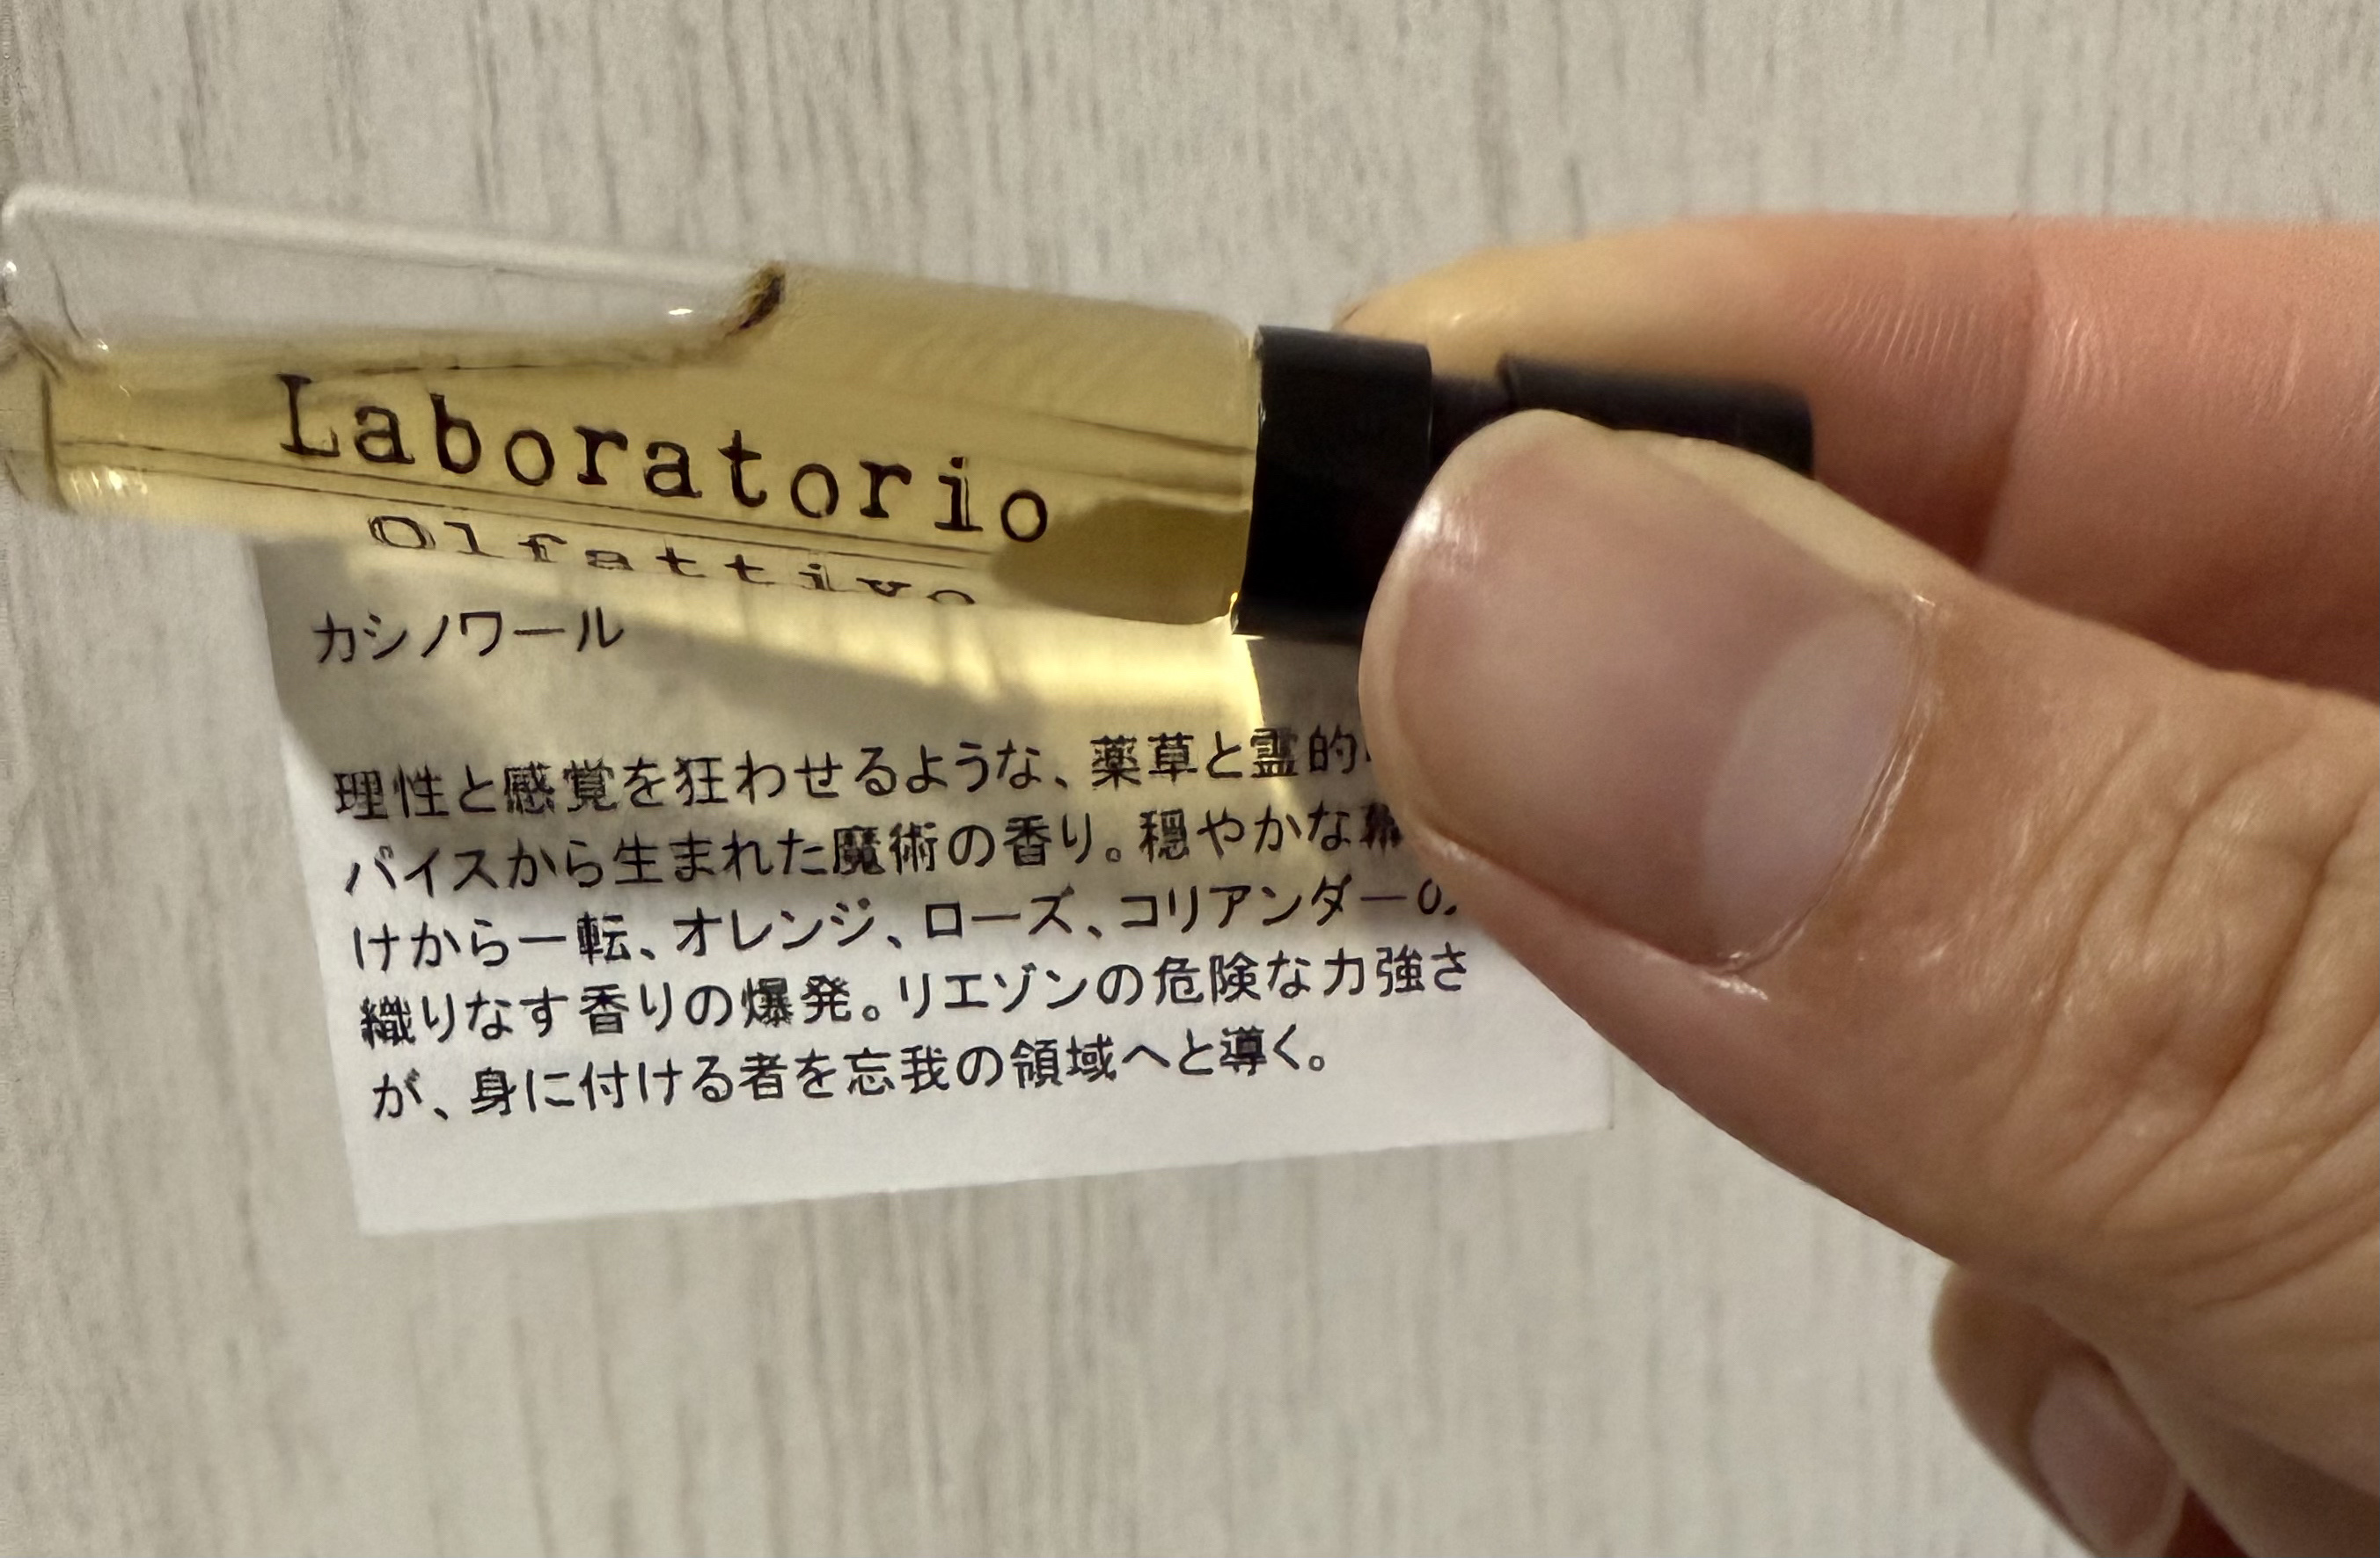 Laboratorio
Olfattivo
カシノワール
理性と感覚を狂わせるような、薬草と霊的
バイスから生まれた魔術の香り。穏やかな
けから一転、オレンジ、ローズ、コリアンダー
織りなす香りの爆発。リエゾンの危険な力強さ
が、身に付ける者を忘我の領域へと導く。